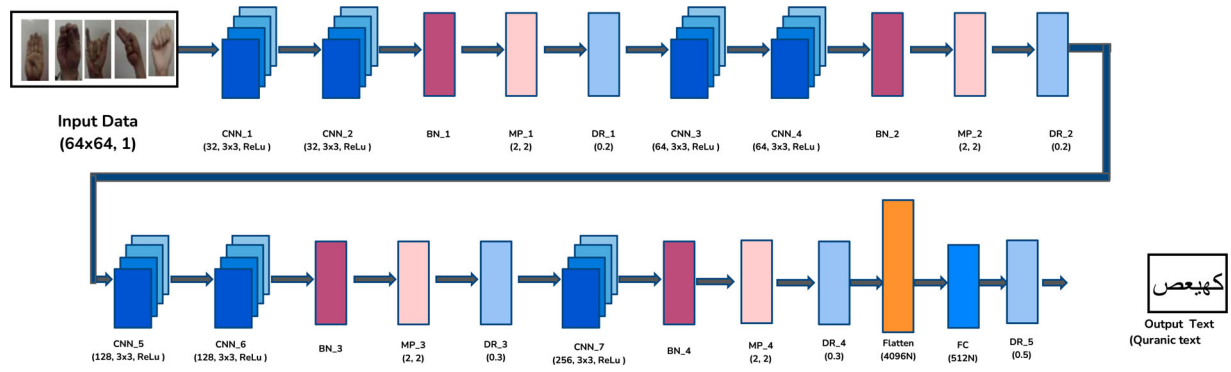 Input Data
(64x64, 1)
CNN_1
(32, 3x3, ReLu )
CNN_2
(32, 3x3, ReLu )
BN_1
MP_1
(2, 2)
DR_1
(0.2)
CNN_3
(64, 3x3, ReLu )
CNN_4
(64, 3x3, ReLu )
BN_2
MP_2
(2, 2)
DR_2
(0.2)
CNN_5
(128, 3x3, ReLu )
CNN_6
(128, 3x3, ReLu )
BN_3
MP_3
(2, 2)
DR_3
(0.3)
CNN_7
(256, 3x3, ReLu )
BN_4
MP_4
(2, 2)
DR_4
(0.3)
Flatten
(4096N)
FC
(512N)
DR_5
(0.5)
كهيعص
Output Text
(Quranic text